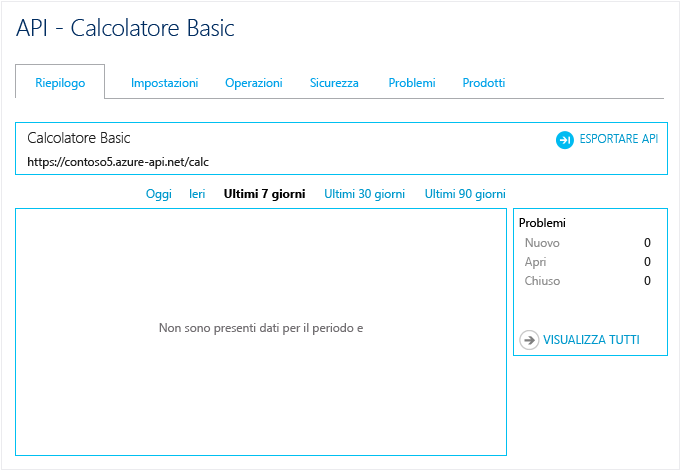 API - Calcolatore Basic
Riepilogo Impostazioni Operazioni Sicurezza Problemi Prodotti
Calcolatore Basic
ESPORTARE API
https://contoso5.azure-api.net/calc
Oggi Ieri Ultimi 7 giorni Ultimi 30 giorni Ultimi 90 giorni
Non sono presenti dati per il periodo e
Problemi
Nuovo 0
Apri 0
Chiuso 0
VISUALIZZA TUTTI